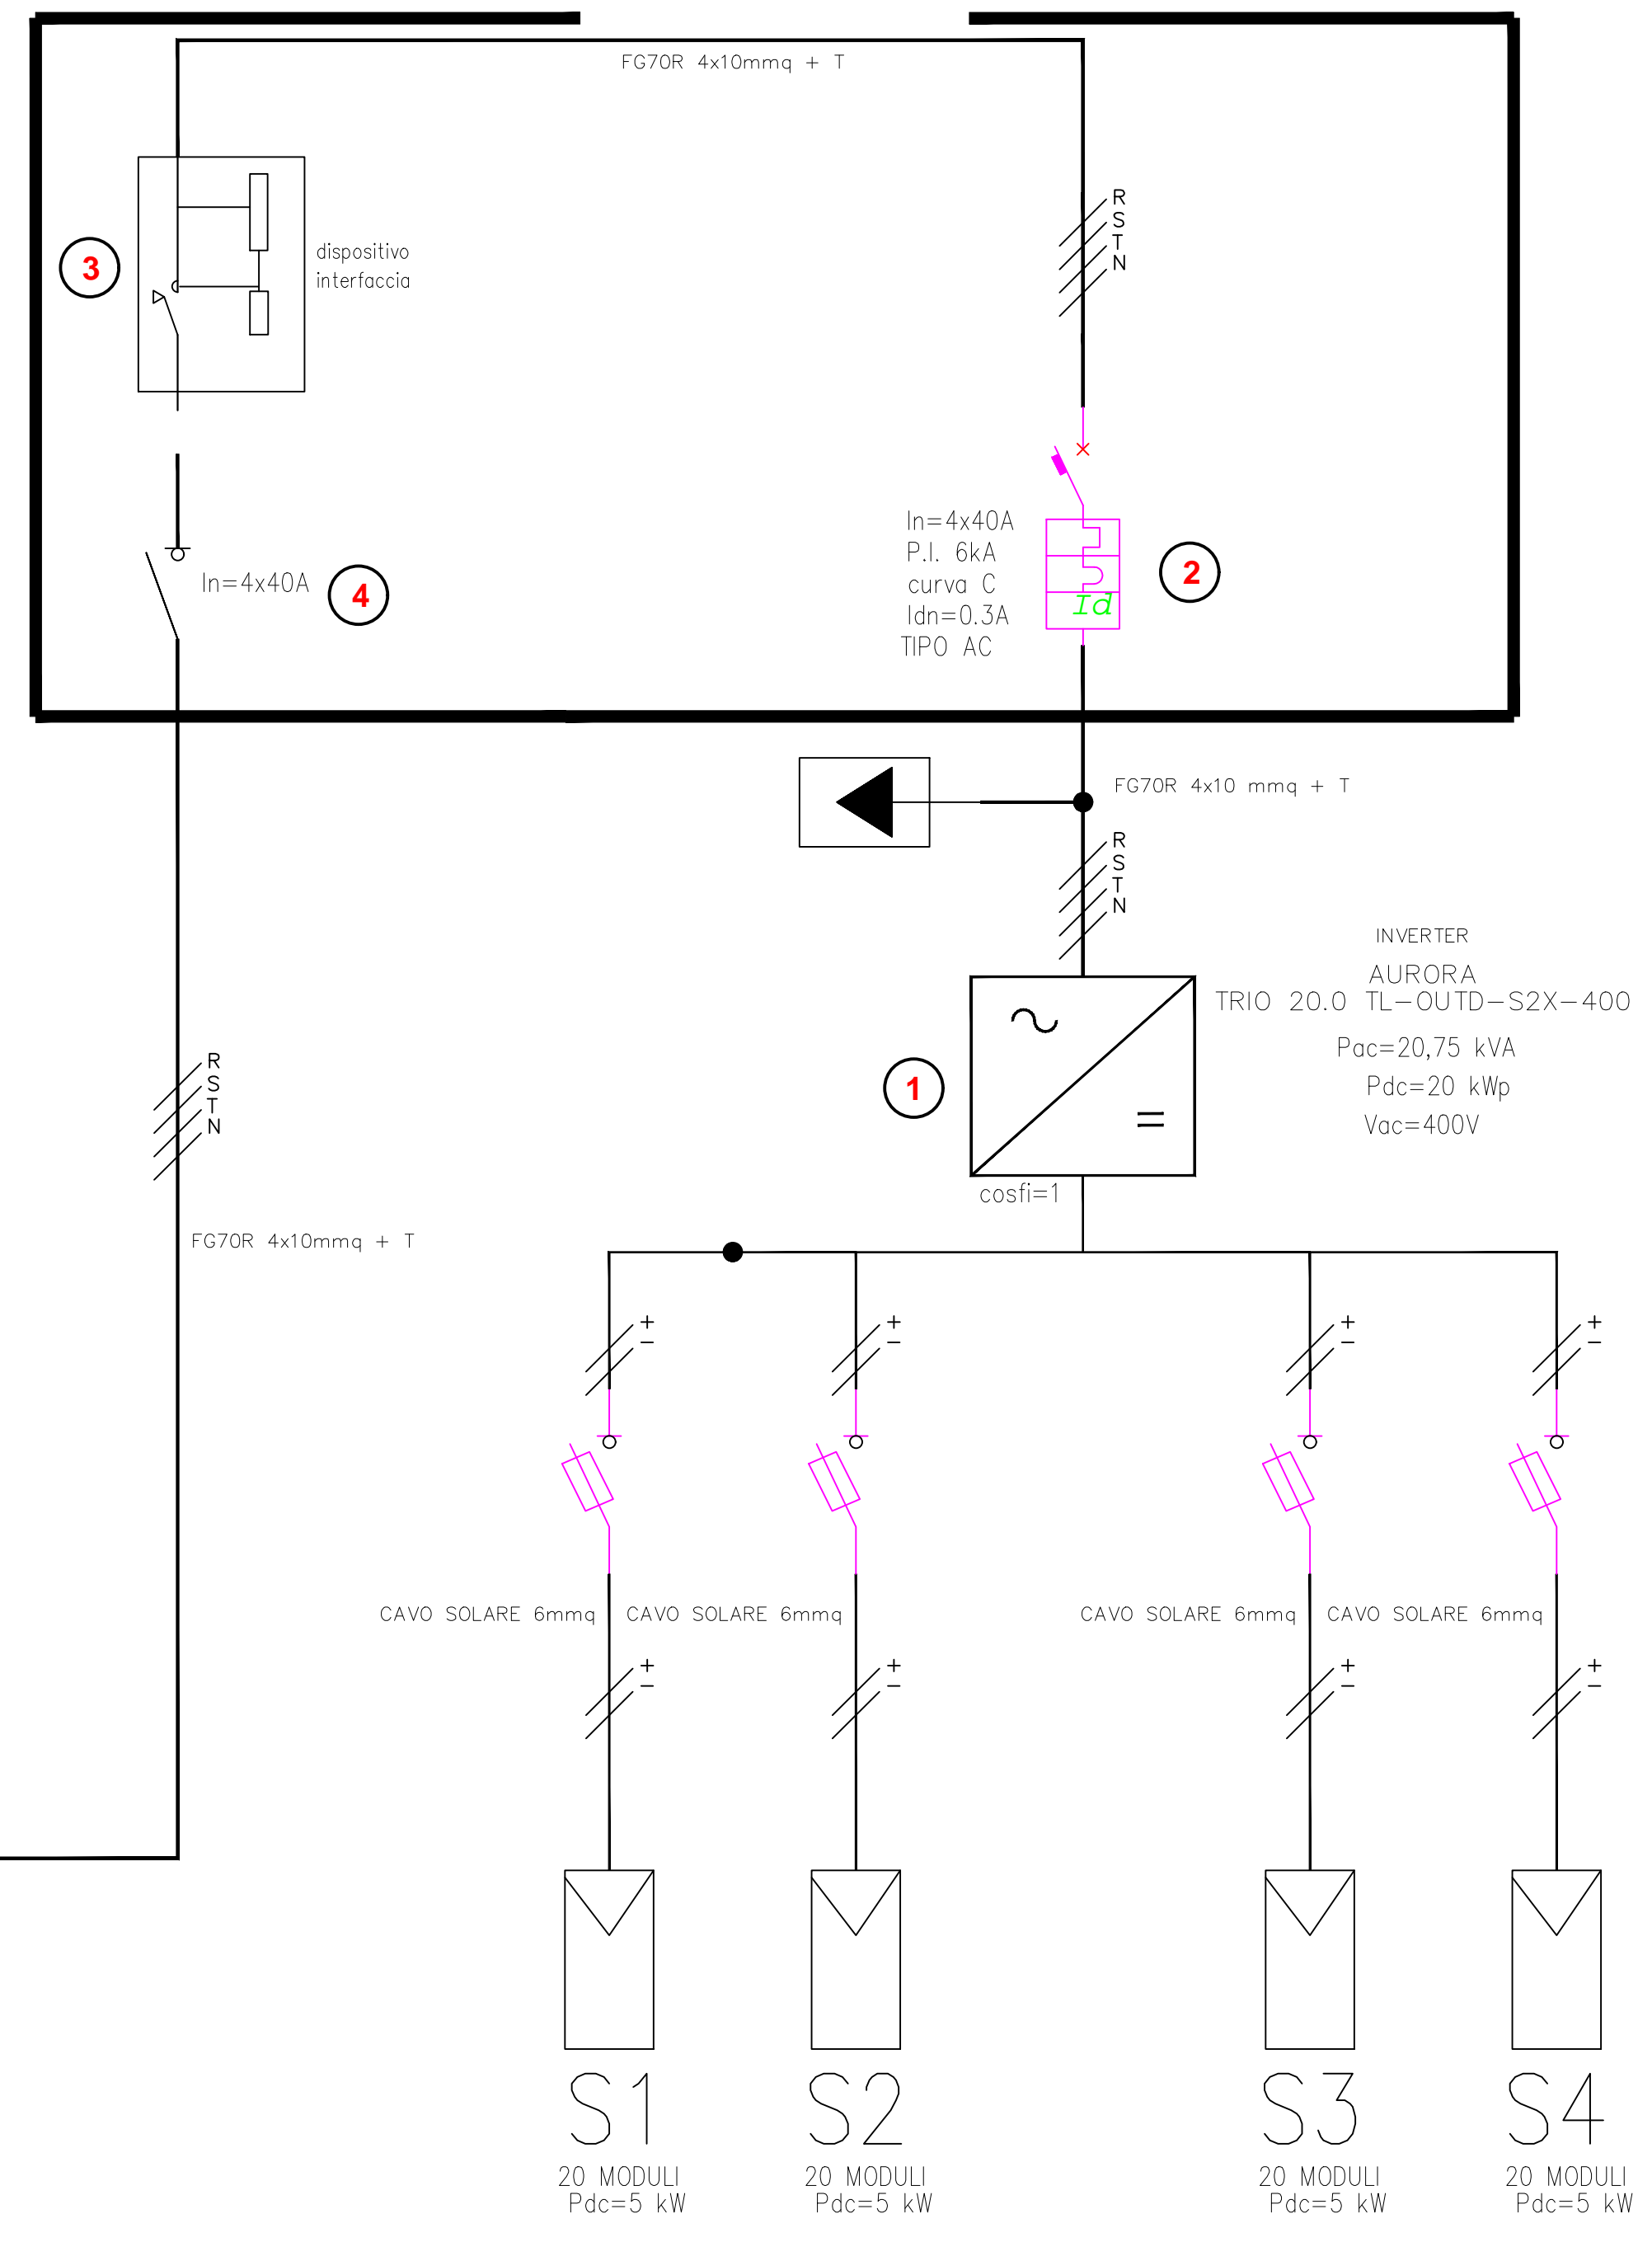 FG7OR 4x10mmq + T
R
S
T
N
3
dispositivo
interfaccia
In=4x40A
P.I. 6kA
curva C
Idn=0.3A
TIPO AC
Id
2
In=4x40A
4
FG7OR 4x10 mmq + T
R
S
T
N
INVERTER
AURORA
TRIO 20.0 TL-OUTD-S2X-400
Pac=20,75 kVA
Pdc=20 kWp
Vac=400V
1
cosfi=1
R
S
T
N
FG7OR 4x10mmq + T
+
-
+
-
+
-
+
-
CAVO SOLARE 6mmq
CAVO SOLARE 6mmq
CAVO SOLARE 6mmq
CAVO SOLARE 6mmq
+
-
+
-
+
-
+
-
S1
20 MODULI
Pdc=5 kW
S2
20 MODULI
Pdc=5 kW
S3
20 MODULI
Pdc=5 kW
S4
20 MODULI
Pdc=5 kW